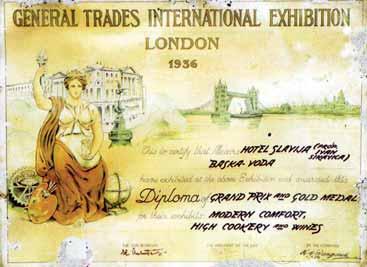 GENERAL TRADES INTERNATIONAL EXHIBITION
LONDON
1936
This is to certify that Messrs HOTEL SLAVIJA (PROP. IVAN
BAŠKA-VODA
have exhibited at the above Exhibition and awarded this
Diploma of GRAND PRIX AND GOLD MEDAL
for their exhibits: MODERN COMFORT,
HIGH COOKERY AND WINES